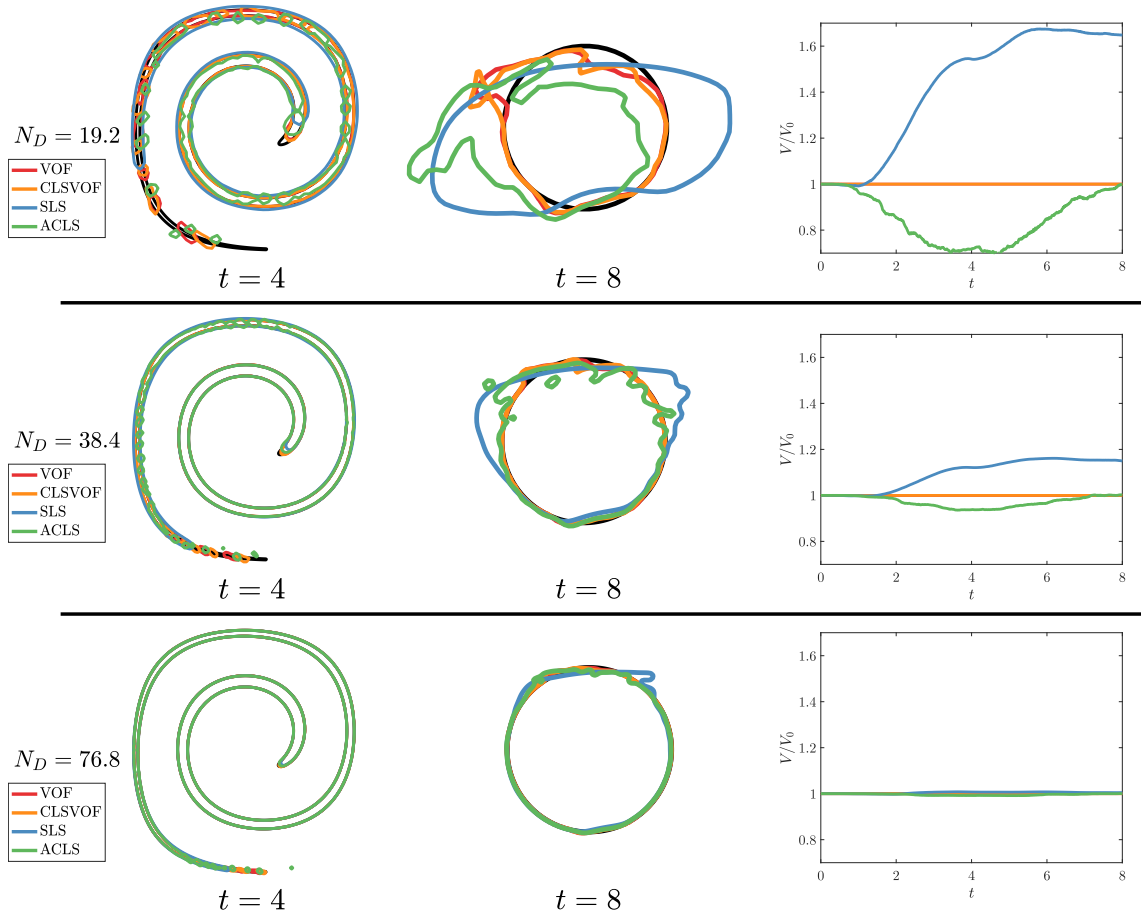 N_D = 19.2
VOF
CLSVOF
SLS
ACLS
t = 4
t = 8
V/V_0
1.6
1.4
1.2
1
0.8
0 2 4 6 8
t
N_D = 38.4
VOF
CLSVOF
SLS
ACLS
t = 4
t = 8
V/V_0
1.6
1.4
1.2
1
0.8
0 2 4 6 8
t
N_D = 76.8
VOF
CLSVOF
SLS
ACLS
t = 4
t = 8
V/V_0
1.6
1.4
1.2
1
0.8
0 2 4 6 8
t